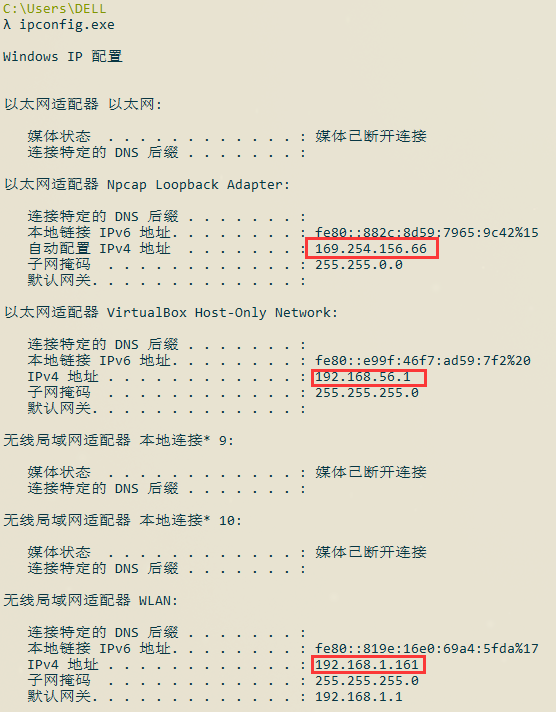 C:\Users\DELL
λ ipconfig.exe
Windows IP 配置
以太网适配器 以太网:
媒体状态 . . . . . . . . . . . . : 媒体已断开连接
连接特定的 DNS 后缀 . . . . . . . :
以太网适配器 Npcap Loopback Adapter:
连接特定的 DNS 后缀 . . . . . . . :
本地链接 IPv6 地址. . . . . . . . : fe80::882c:8d59:7965:9c42%15
自动配置 IPv4 地址 . . . . . . . : 169.254.156.66
子网掩码 . . . . . . . . . . . . : 255.255.0.0
默认网关. . . . . . . . . . . . . :
以太网适配器 VirtualBox Host-Only Network:
连接特定的 DNS 后缀 . . . . . . . :
本地链接 IPv6 地址. . . . . . . . : fe80::e99f:46f7:ad59:7f2%20
IPv4 地址 . . . . . . . . . . . . : 192.168.56.1
子网掩码 . . . . . . . . . . . . : 255.255.255.0
默认网关. . . . . . . . . . . . . :
无线局域网适配器 本地连接* 9:
媒体状态 . . . . . . . . . . . . : 媒体已断开连接
连接特定的 DNS 后缀 . . . . . . . :
无线局域网适配器 本地连接* 10:
媒体状态 . . . . . . . . . . . . : 媒体已断开连接
连接特定的 DNS 后缀 . . . . . . . :
无线局域网适配器 WLAN:
连接特定的 DNS 后缀 . . . . . . . :
本地链接 IPv6 地址. . . . . . . . : fe80::819e:16e0:69a4:5fda%17
IPv4 地址 . . . . . . . . . . . . : 192.168.1.161
子网掩码 . . . . . . . . . . . . : 255.255.255.0
默认网关. . . . . . . . . . . . . : 192.168.1.1